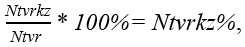 Ntvrkz/Ntvr * 100% = Ntvrkz%,